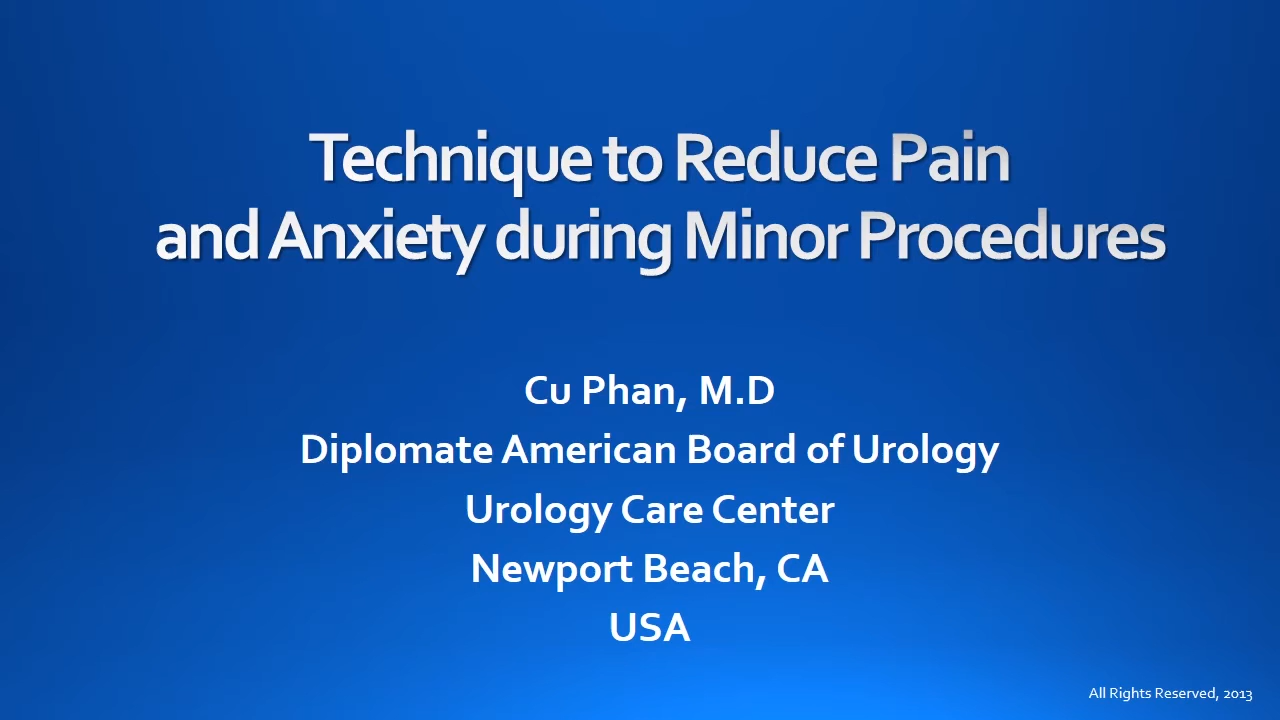 Technique to Reduce Pain
and Anxiety during Minor Procedures
Cu Phan, M.D
Diplomate American Board of Urology
Urology Care Center
Newport Beach, CA
USA
All Rights Reserved, 2013